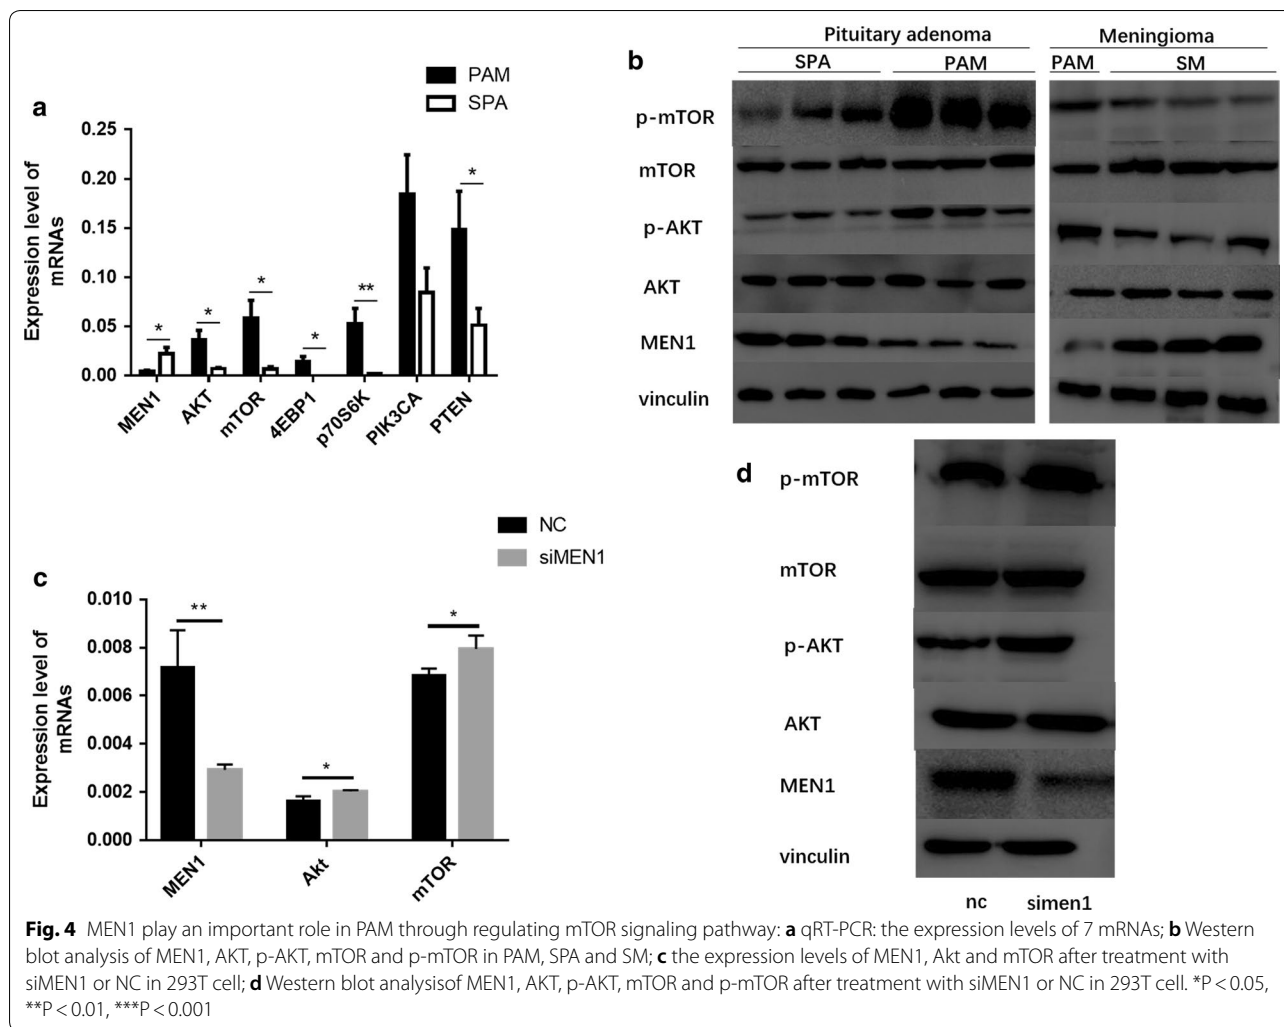 a
PAM
SPA
Expression level of
mRNAs
0.25
0.20
0.15
0.10
0.05
0.00
*
*
*
*
**
*
MEN1
AKT
mTOR
4EBP1
p70S6K
PIK3CA
PTEN
b
Pituitary adenoma
Meningioma
SPA
PAM
PAM
SM
p-mTOR
mTOR
p-AKT
AKT
MEN1
vinculin
c
NC
siMEN1
Expression level of
mRNAs
0.010
0.008
0.006
0.004
0.002
0.000
**
*
*
MEN1
Akt
mTOR
d
p-mTOR
mTOR
p-AKT
AKT
MEN1
vinculin
nc simen1
Fig. 4 MEN1 play an important role in PAM through regulating mTOR signaling pathway: a qRT-PCR: the expression levels of 7 mRNAs; b Western
blot analysis of MEN1, AKT, p-AKT, mTOR and p-mTOR in PAM, SPA and SM; c the expression levels of MEN1, Akt and mTOR after treatment with
siMEN1 or NC in 293T cell; d Western blot analysisof MEN1, AKT, p-AKT, mTOR and p-mTOR after treatment with siMEN1 or NC in 293T cell. *P < 0.05,
**P < 0.01, ***P < 0.001